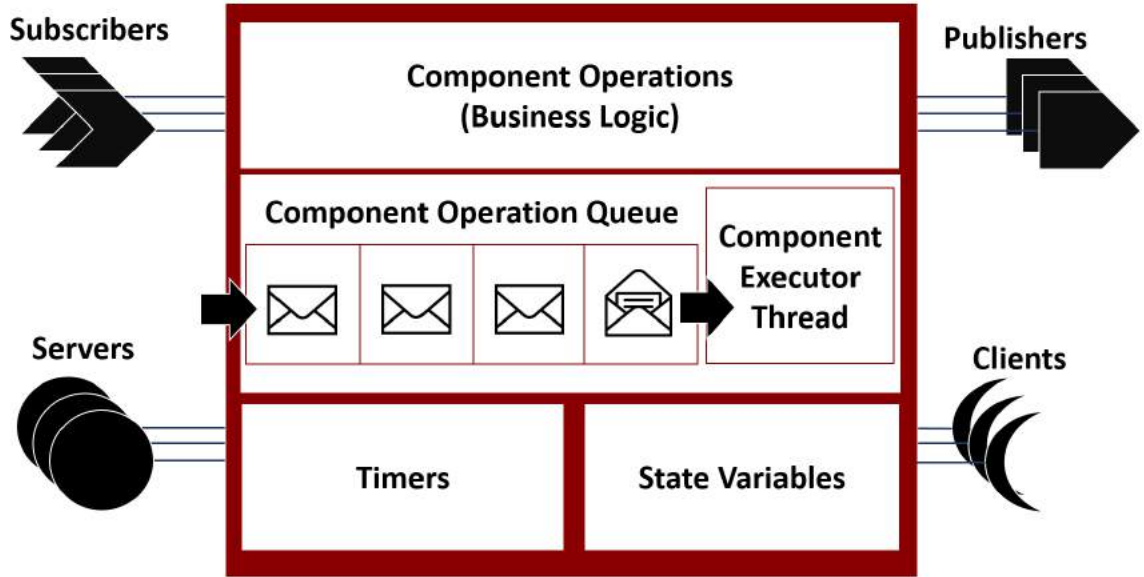 Subscribers
Publishers
Component Operations
(Business Logic)
Component Operation Queue
Component
Executor
Thread
Servers
Clients
Timers
State Variables